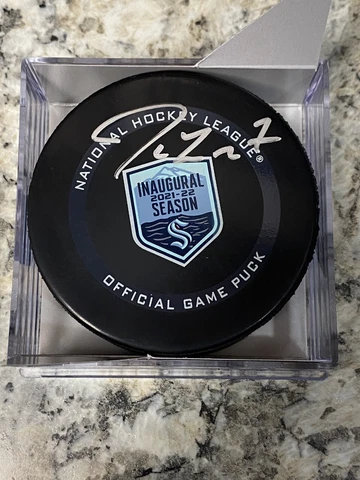 NATIONAL HOCKEY LEAGUE®
INAUGURAL
2021-22
SEASON
S
OFFICIAL GAME PUCK